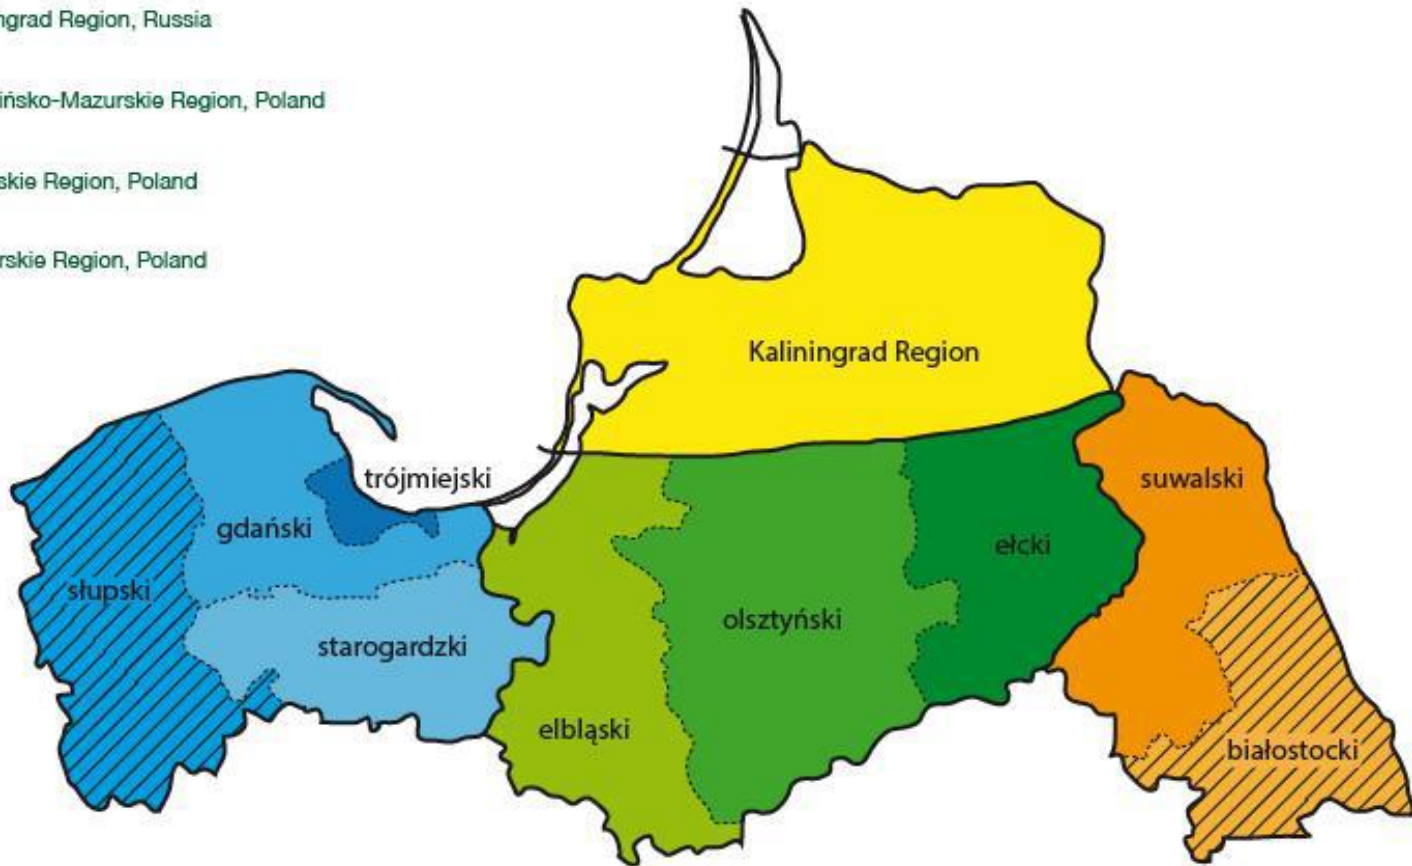 ngrad Region, Russia
ińsko-Mazurskie Region, Poland
skie Region, Poland
rskie Region, Poland
Kaliningrad Region
trójmiejski
suwalski
gdański
ełcki
słupski
olsztyński
starogardzki
elbląski
białostocki